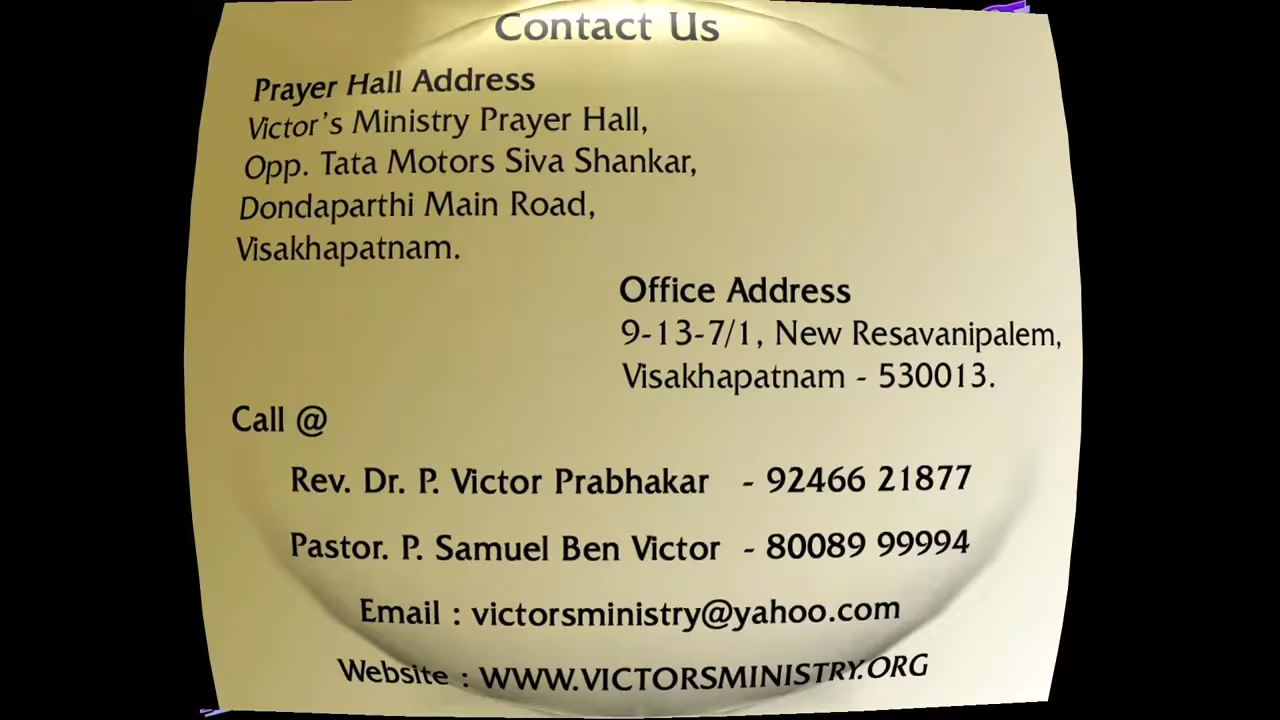 Contact Us
Prayer Hall Address
Victor's Ministry Prayer Hall,
Opp. Tata Motors Siva Shankar,
Dondaparthi Main Road,
Visakhapatnam.
Office Address
9-13-7/1, New Resavanipalem,
Visakhapatnam - 530013.
Call @
Rev. Dr. P. Victor Prabhakar - 92466 21877
Pastor. P. Samuel Ben Victor - 80089 99994
Email : victorsministry@yahoo.com
Website : WWW.VICTORSMINISTRY.ORG